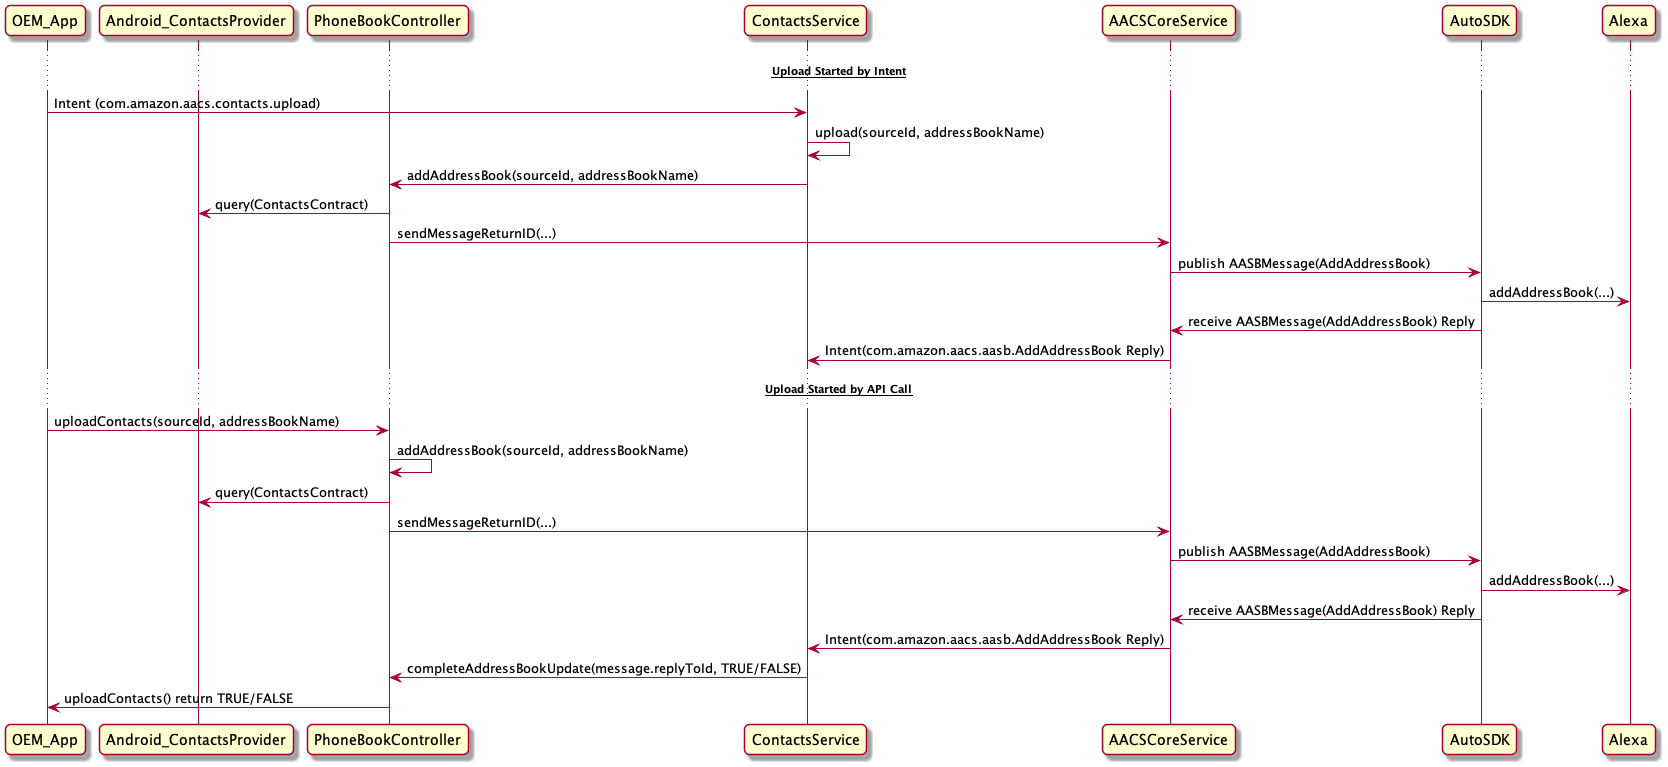 OEM_App Android_ContactsProvider PhoneBookController ContactsService AACSCoreService AutoSDK Alexa
Upload Started by Intent
Intent (com.amazon.aacs.contacts.upload)
upload(sourceId, addressBookName)
addAddressBook(sourceId, addressBookName)
query(ContactsContract)
sendMessageReturnID(...)
publish AASBMessage(AddAddressBook)
addAddressBook(...)
receive AASBMessage(AddAddressBook) Reply
Intent(com.amazon.aacs.aasb.AddAddressBook Reply)
Upload Started by API Call
uploadContacts(sourceId, addressBookName)
addAddressBook(sourceId, addressBookName)
query(ContactsContract)
sendMessageReturnID(...)
publish AASBMessage(AddAddressBook)
addAddressBook(...)
receive AASBMessage(AddAddressBook) Reply
Intent(com.amazon.aacs.aasb.AddAddressBook Reply)
completeAddressBookUpdate(message.replyToId, TRUE/FALSE)
uploadContacts() return TRUE/FALSE
OEM_App Android_ContactsProvider PhoneBookController ContactsService AACSCoreService AutoSDK Alexa